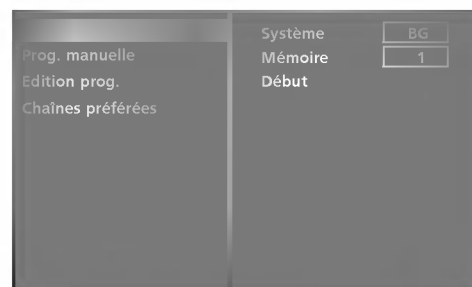 Prog. manuelle
Edition prog.
Chaînes préférées
Système BG
Mémoire 1
Début